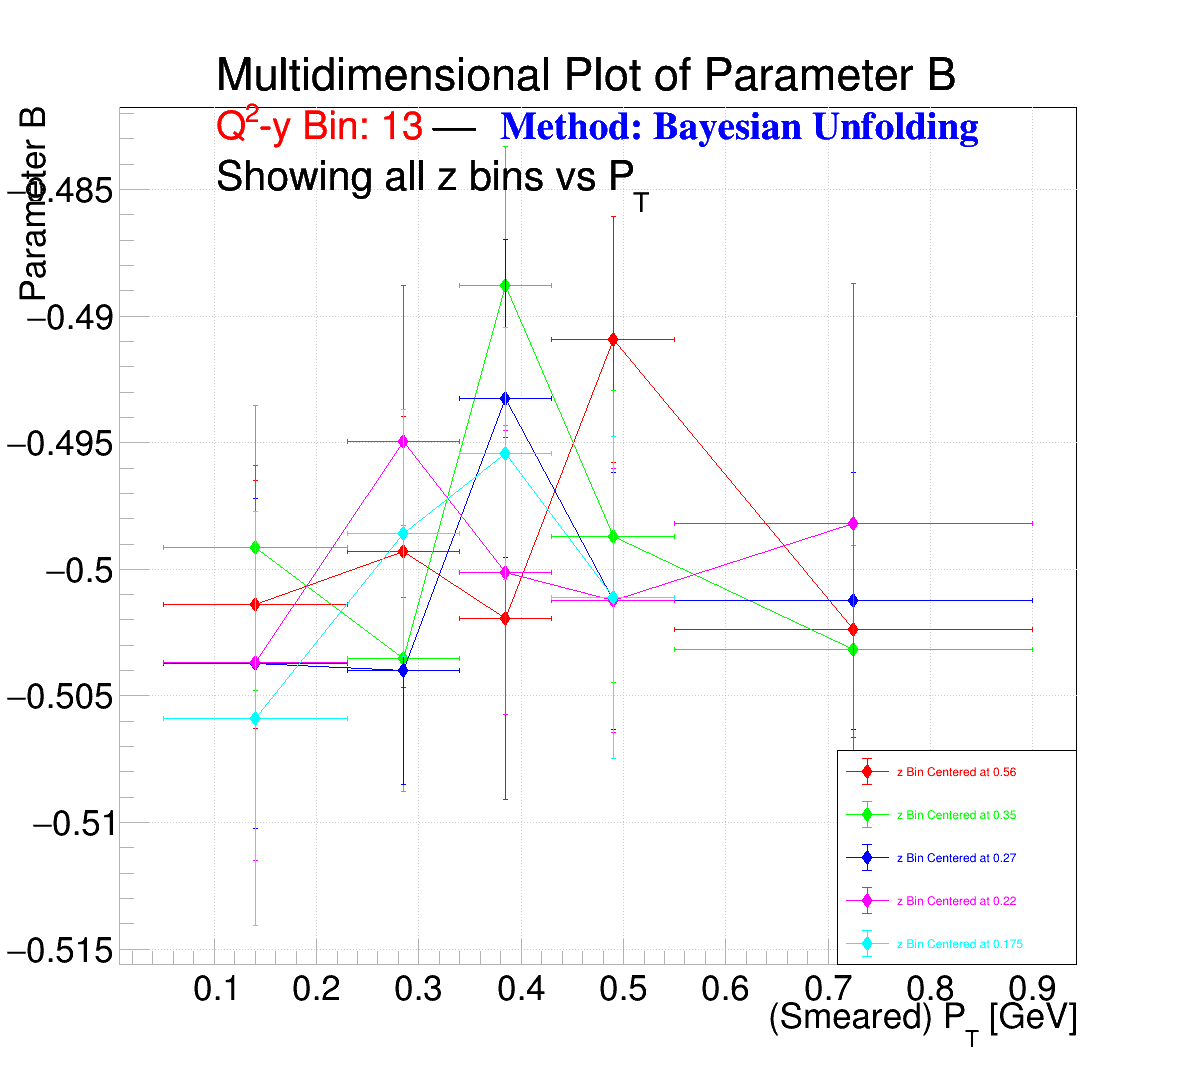 Multidimensional Plot of Parameter B
Q²-y Bin: 13 — Method: Bayesian Unfolding
Showing all z bins vs P_T
Parameter B
−0.485
−0.49
−0.495
−0.5
−0.505
−0.51
−0.515
z Bin Centered at 0.56
z Bin Centered at 0.35
z Bin Centered at 0.27
z Bin Centered at 0.22
z Bin Centered at 0.175
0.1 0.2 0.3 0.4 0.5 0.6 0.7 0.8 0.9
(Smeared) P_T [GeV]